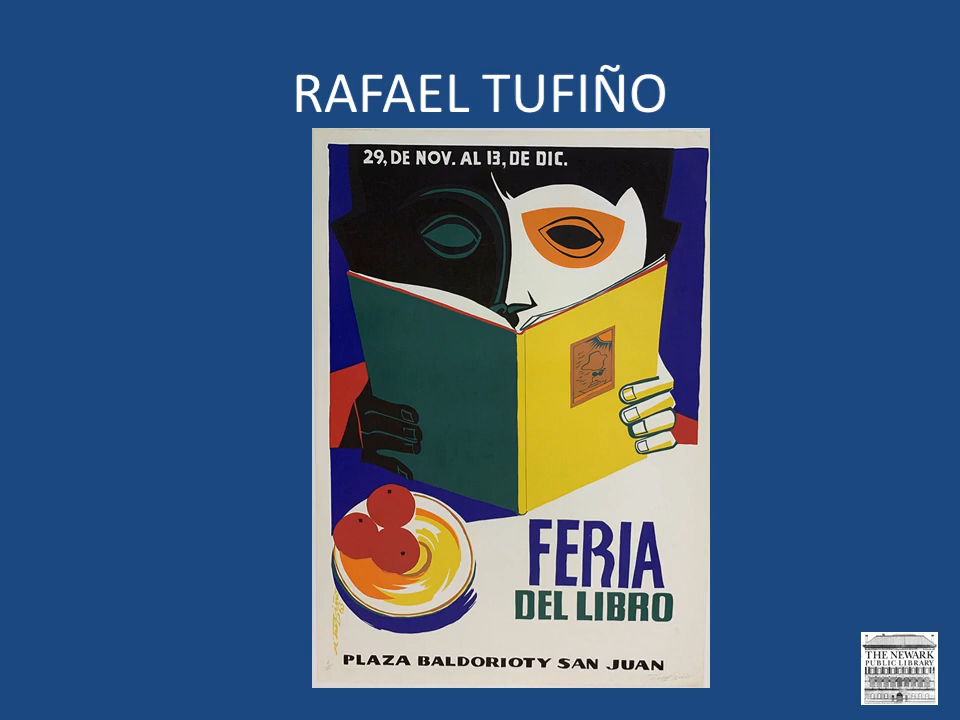 RAFAEL TUFIÑO
29, DE NOV. AL 13, DE DIC.
FERIA
DEL LIBRO
PLAZA BALDORIOTY SAN JUAN
THE NEWARK
PUBLIC LIBRARY